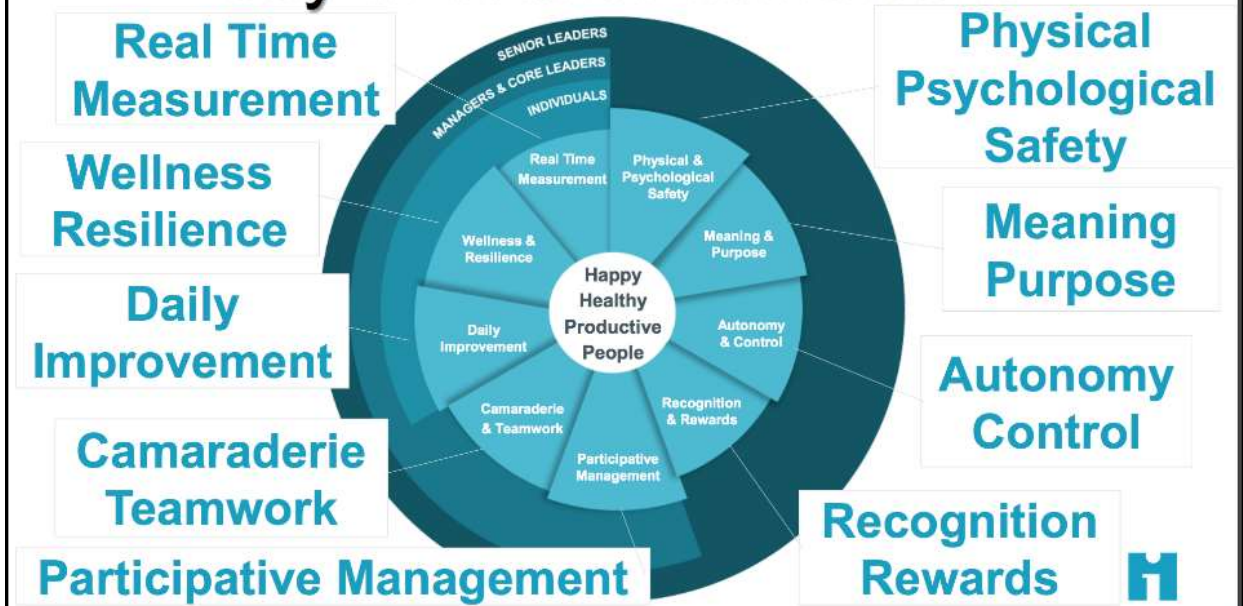 Real Time
Measurement
Wellness
Resilience
Daily
Improvement
Camaraderie
Teamwork
Participative Management
SENIOR LEADERS
MANAGERS & CORE LEADERS
INDIVIDUALS
Real Time
Measurement
Physical &
Psychological
Safety
Wellness &
Resilience
Meaning &
Purpose
Happy
Healthy
Productive
People
Daily
Improvement
Autonomy
& Control
Camaraderie
& Teamwork
Recognition
& Rewards
Participative
Management
Physical
Psychological
Safety
Meaning
Purpose
Autonomy
Control
Recognition
Rewards